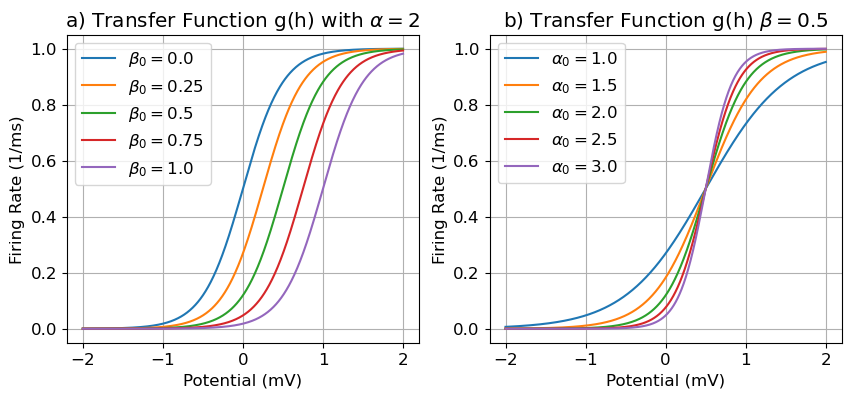 a) Transfer Function g(h) with α = 2
β₀ = 0.0
β₀ = 0.25
β₀ = 0.5
β₀ = 0.75
β₀ = 1.0
Firing Rate (1/ms)
1.0
0.8
0.6
0.4
0.2
0.0
−2
−1
0
1
2
Potential (mV)
b) Transfer Function g(h) β = 0.5
α₀ = 1.0
α₀ = 1.5
α₀ = 2.0
α₀ = 2.5
α₀ = 3.0
Firing Rate (1/ms)
1.0
0.8
0.6
0.4
0.2
0.0
−2
−1
0
1
2
Potential (mV)